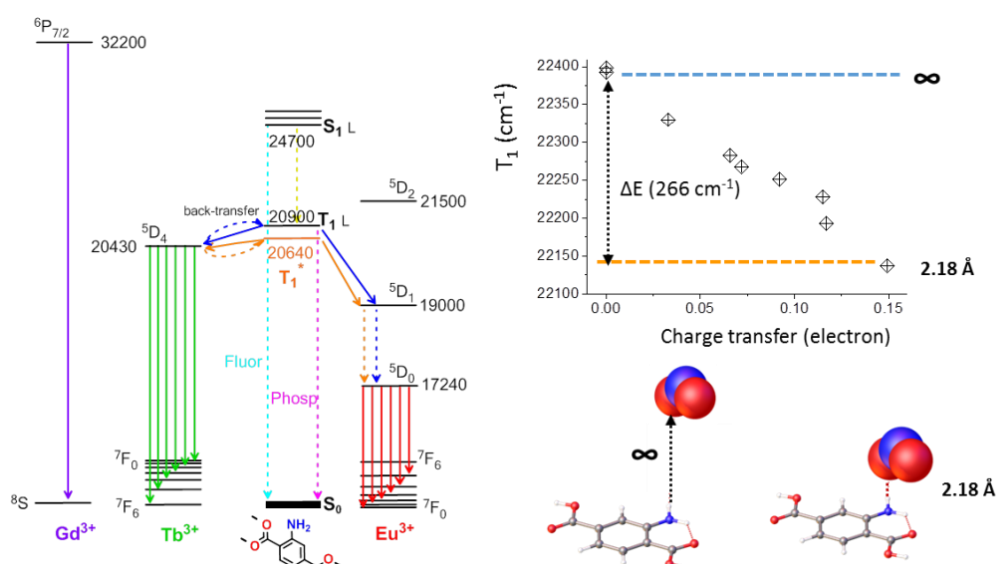 ⁶P₇/₂
32200
S₁ L
24700
⁵D₂
21500
back-transfer
20900 T₁ L
⁵D₄
20430
20640
T₁*
⁵D₁
19000
Fluor
⁵D₀
17240
Phosp
⁷F₀
⁷F₆
⁸S
⁷F₆
S₀
⁷F₀
Gd³⁺
Tb³⁺
Eu³⁺
NH₂
O
O
O
T₁ (cm⁻¹)
22400
22350
22300
22250
22200
22150
22100
∞
ΔE (266 cm⁻¹)
2.18 Å
0.00 0.05 0.10 0.15
Charge transfer (electron)
∞
2.18 Å